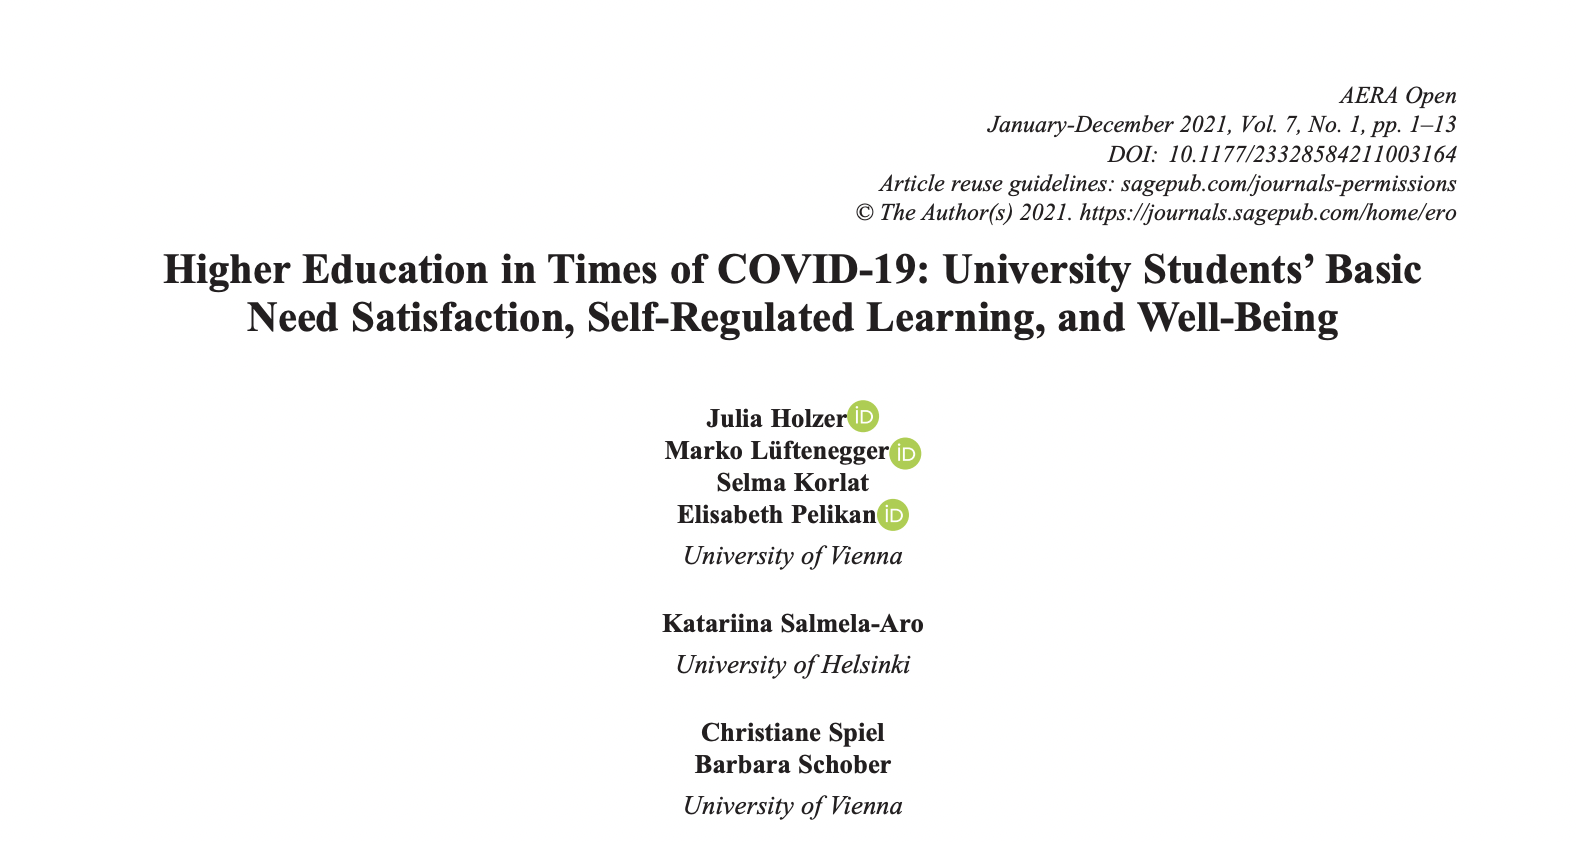 AERA Open
January-December 2021, Vol. 7, No. 1, pp. 1–13
DOI: 10.1177/23328584211003164
Article reuse guidelines: sagepub.com/journals-permissions
© The Author(s) 2021. https://journals.sagepub.com/home/ero
Higher Education in Times of COVID-19: University Students’ Basic
Need Satisfaction, Self-Regulated Learning, and Well-Being
Julia Holzer iD
Marko Lüftenegger iD
Selma Korlat
Elisabeth Pelikan iD
University of Vienna
Katariina Salmela-Aro
University of Helsinki
Christiane Spiel
Barbara Schober
University of Vienna